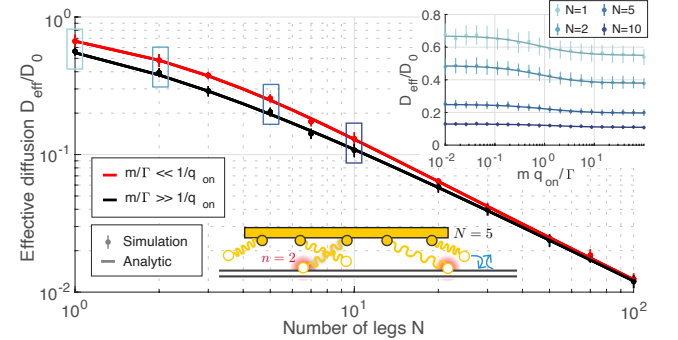 10^0
10^-1
10^-2
Effective diffusion D_eff/D_0
m/Γ << 1/q_on
m/Γ >> 1/q_on
Simulation
Analytic
n = 2
N = 5
10^0
10^1
10^2
Number of legs N
N=1
N=5
N=2
N=10
0.8
0.6
0.4
0.2
0
D_eff/D_0
10^-2
10^-1
10^0
10^1
m q_on/Γ